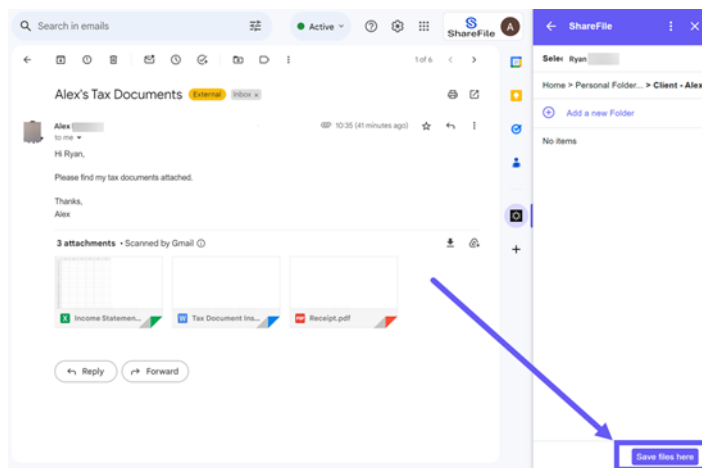 Search in emails
Active
ShareFile
A
1 of 6
Alex's Tax Documents External Inbox x
Alex
to me
10:35 (41 minutes ago)
Hi Ryan,
Please find my tax documents attached.
Thanks,
Alex
3 attachments • Scanned by Gmail
X Income Statemen...
W Tax Document Ins...
PDF Receipt.pdf
Reply
Forward
ShareFile
Selec Ryan
Home > Personal Folder... > Client - Alex
Add a new Folder
No items
Save files here